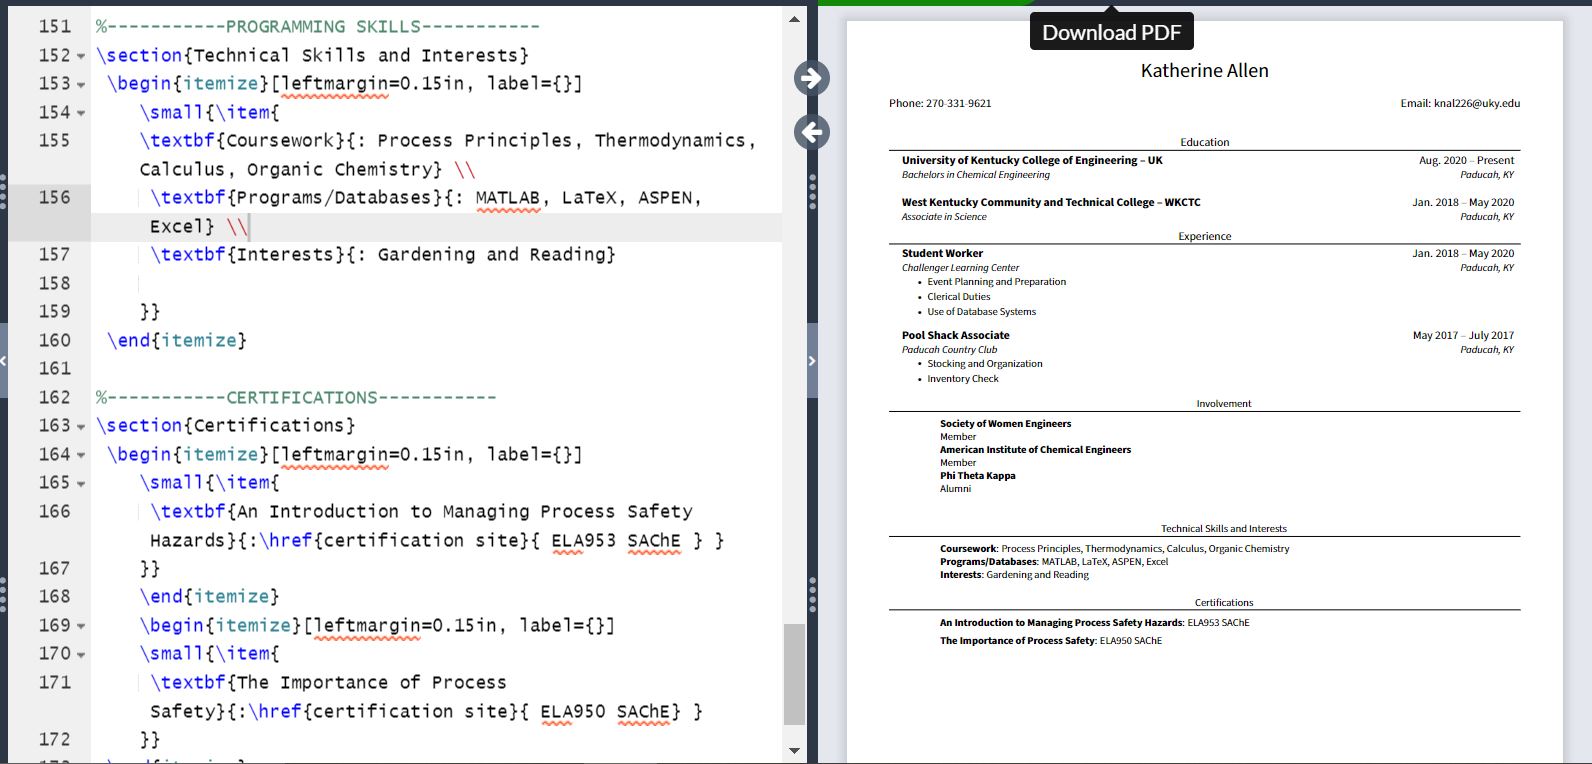 151 %-----------PROGRAMMING SKILLS-----------
152 \section{Technical Skills and Interests}
153 \begin{itemize}[leftmargin=0.15in, label={}]
154 \small{\item{
155 \textbf{Coursework}{: Process Principles, Thermodynamics,
Calculus, Organic Chemistry} \\
156 \textbf{Programs/Databases}{: MATLAB, LaTeX, ASPEN,
Excel} \\
157 \textbf{Interests}{: Gardening and Reading}
158
159 }}
160 \end{itemize}
161
162 %-----------CERTIFICATIONS-----------
163 \section{Certifications}
164 \begin{itemize}[leftmargin=0.15in, label={}]
165 \small{\item{
166 \textbf{An Introduction to Managing Process Safety
Hazards}{:\href{certification site}{ ELA953 SAChE } }
167 }}
168 \end{itemize}
169 \begin{itemize}[leftmargin=0.15in, label={}]
170 \small{\item{
171 \textbf{The Importance of Process
Safety}{:\href{certification site}{ ELA950 SAChE} }
172 }}
Download PDF
Katherine Allen
Phone: 270-331-9621 Email: knal226@uky.edu
Education
University of Kentucky College of Engineering – UK Aug. 2020 – Present
Bachelors in Chemical Engineering Paducah, KY
West Kentucky Community and Technical College – WKCTC Jan. 2018 – May 2020
Associate in Science Paducah, KY
Experience
Student Worker Jan. 2018 – May 2020
Challenger Learning Center Paducah, KY
• Event Planning and Preparation
• Clerical Duties
• Use of Database Systems
Pool Shack Associate May 2017 – July 2017
Paducah Country Club Paducah, KY
• Stocking and Organization
• Inventory Check
Involvement
Society of Women Engineers
Member
American Institute of Chemical Engineers
Member
Phi Theta Kappa
Alumni
Technical Skills and Interests
Coursework: Process Principles, Thermodynamics, Calculus, Organic Chemistry
Programs/Databases: MATLAB, LaTeX, ASPEN, Excel
Interests: Gardening and Reading
Certifications
An Introduction to Managing Process Safety Hazards: ELA953 SAChE
The Importance of Process Safety: ELA950 SAChE